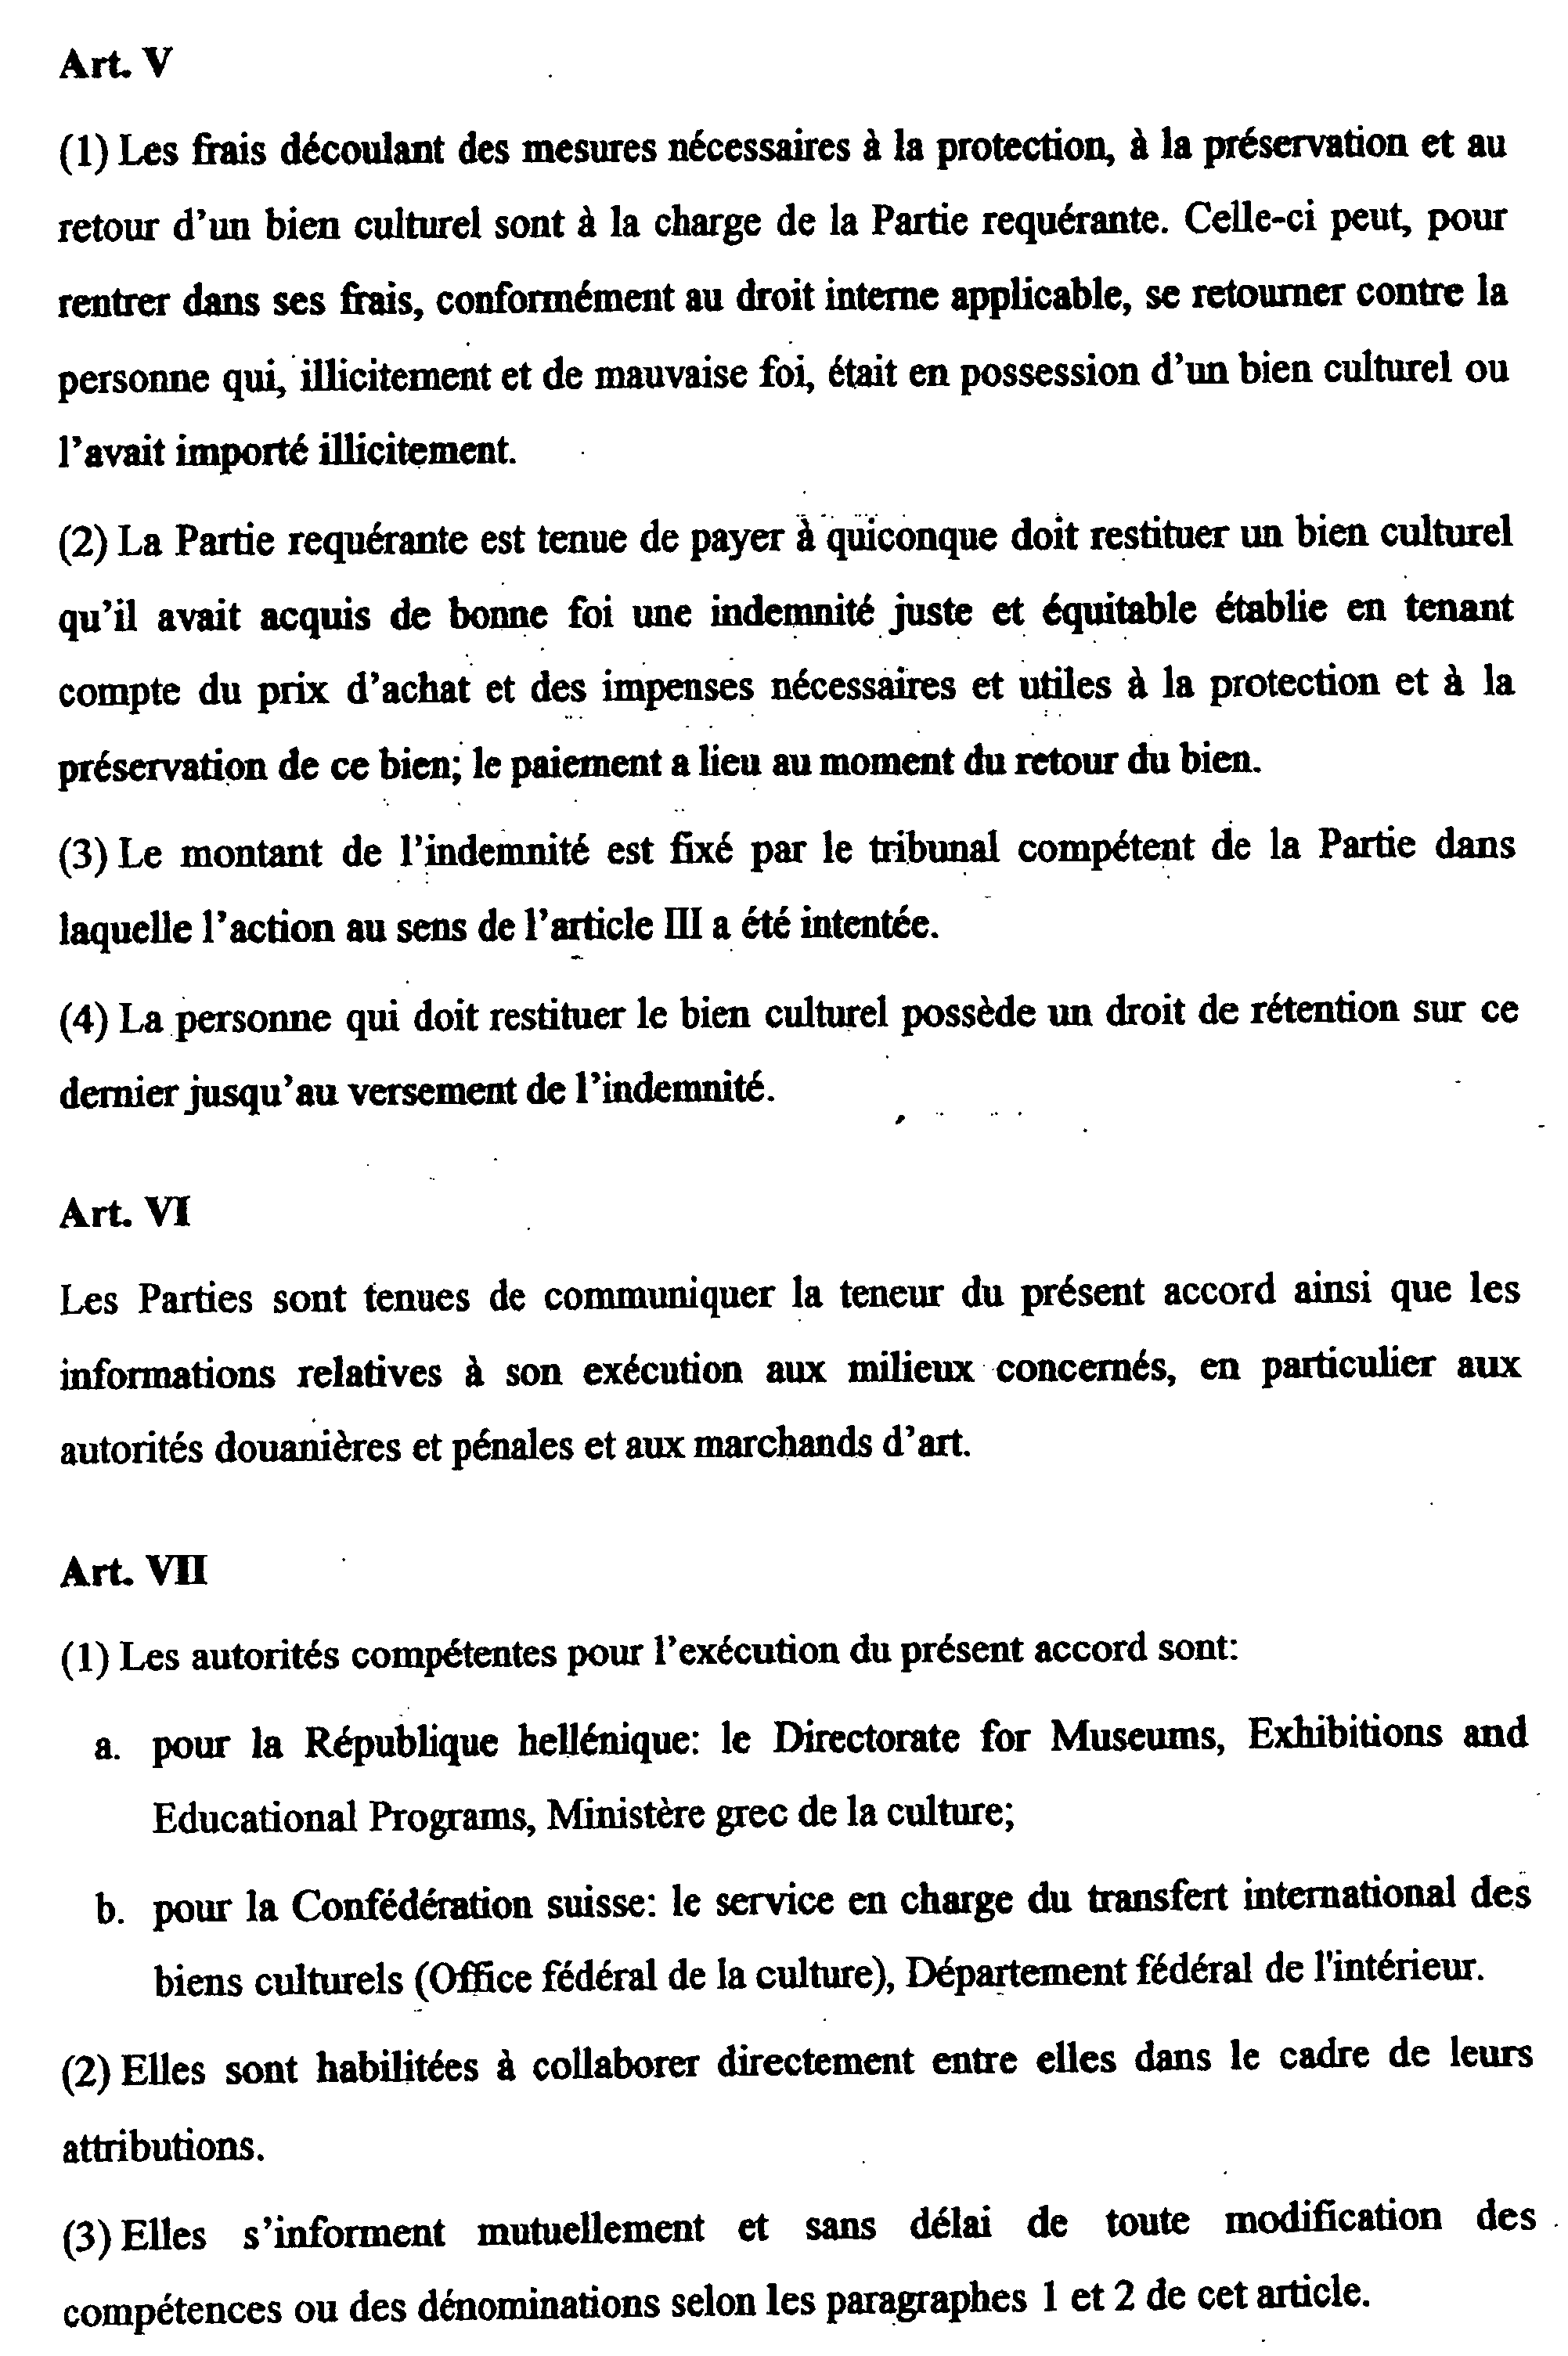 Art. V
(1) Les frais découlant des mesures nécessaires à la protection, à la préservation et au
retour d’un bien culturel sont à la charge de la Partie requérante. Celle-ci peut, pour
rentrer dans ses frais, conformément au droit interne applicable, se retourner contre la
personne qui, illicitement et de mauvaise foi, était en possession d’un bien culturel ou
l’avait importé illicitement.
(2) La Partie requérante est tenue de payer à quiconque doit restituer un bien culturel
qu’il avait acquis de bonne foi une indemnité juste et équitable établie en tenant
compte du prix d’achat et des impenses nécessaires et utiles à la protection et à la
préservation de ce bien; le paiement a lieu au moment du retour du bien.
(3) Le montant de l’indemnité est fixé par le tribunal compétent de la Partie dans
laquelle l’action au sens de l’article III a été intentée.
(4) La personne qui doit restituer le bien culturel possède un droit de rétention sur ce
dernier jusqu’au versement de l’indemnité.
Art. VI
Les Parties sont tenues de communiquer la teneur du présent accord ainsi que les
informations relatives à son exécution aux milieux concernés, en particulier aux
autorités douanières et pénales et aux marchands d’art.
Art. VII
(1) Les autorités compétentes pour l’exécution du présent accord sont:
a. pour la République hellénique: le Directorate for Museums, Exhibitions and
Educational Programs, Ministère grec de la culture;
b. pour la Confédération suisse: le service en charge du transfert international des
biens culturels (Office fédéral de la culture), Département fédéral de l'intérieur.
(2) Elles sont habilitées à collaborer directement entre elles dans le cadre de leurs
attributions.
(3) Elles s’informent mutuellement et sans délai de toute modification des
compétences ou des dénominations selon les paragraphes 1 et 2 de cet article.